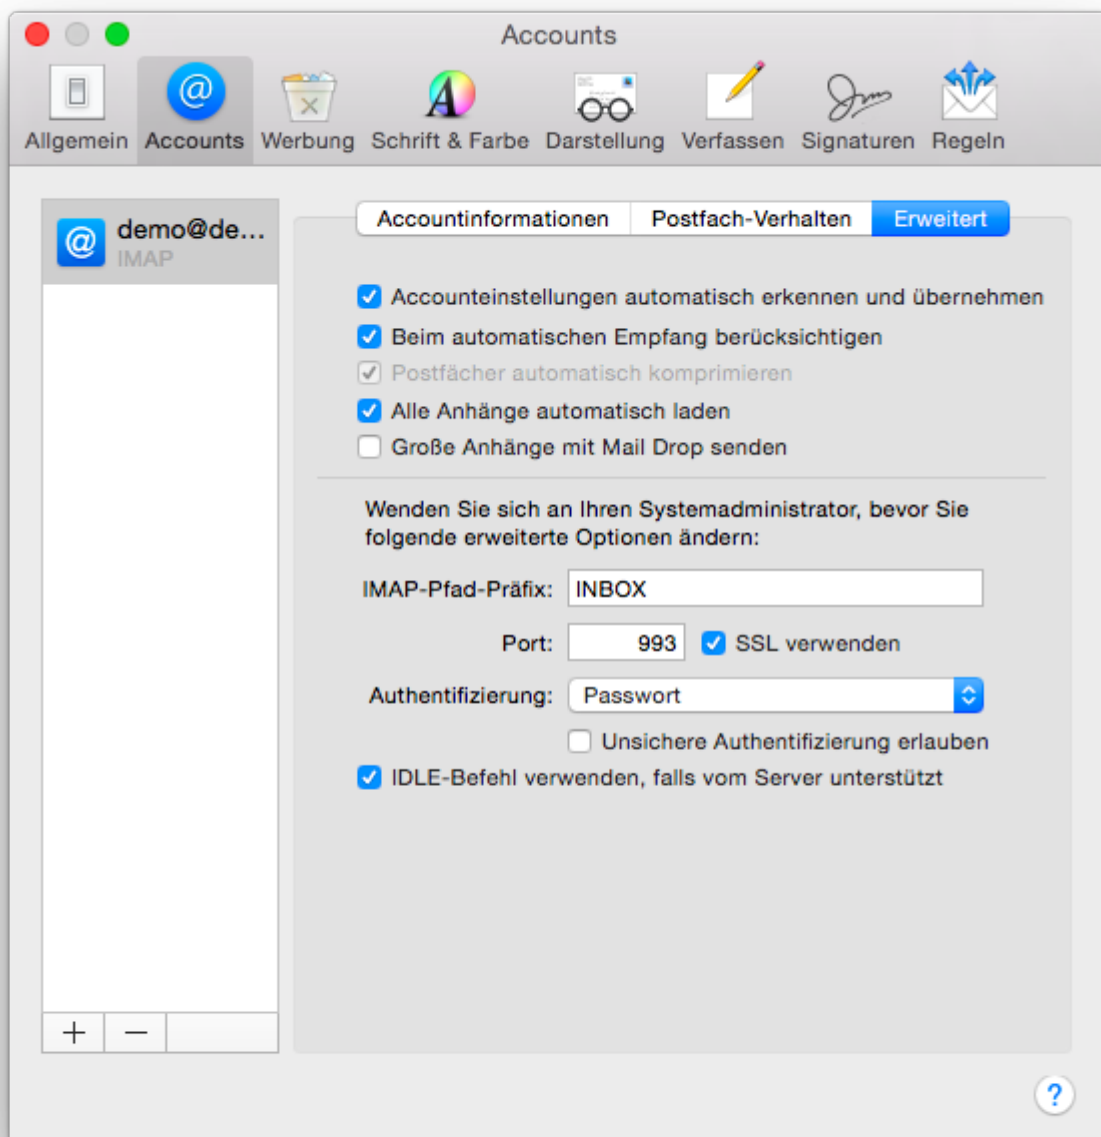 Accounts
Allgemein Accounts Werbung Schrift & Farbe Darstellung Verfassen Signaturen Regeln
demo@de...
IMAP
Accountinformationen Postfach-Verhalten Erweitert
Accounteinstellungen automatisch erkennen und übernehmen
Beim automatischen Empfang berücksichtigen
Postfächer automatisch komprimieren
Alle Anhänge automatisch laden
Große Anhänge mit Mail Drop senden
Wenden Sie sich an Ihren Systemadministrator, bevor Sie
folgende erweiterte Optionen ändern:
IMAP-Pfad-Präfix: INBOX
Port: 993 SSL verwenden
Authentifizierung: Passwort
Unsichere Authentifizierung erlauben
IDLE-Befehl verwenden, falls vom Server unterstützt